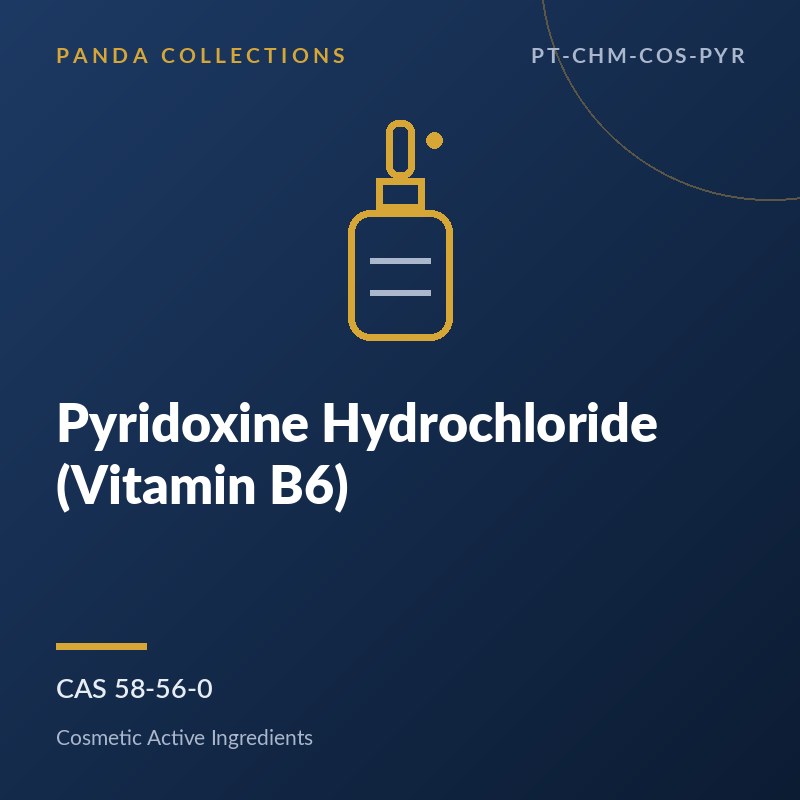 PANDA COLLECTIONS
PT-CHM-COS-PYR
Pyridoxine Hydrochloride
(Vitamin B6)
CAS 58-56-0
Cosmetic Active Ingredients